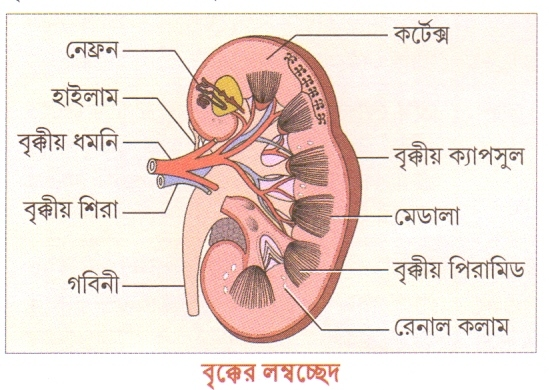 নেফ্রন
হাইলাম
বৃক্কীয় ধমনি
বৃক্কীয় শিরা
গবিনী
কর্টেক্স
বৃক্কীয় ক্যাপসুল
মেডালা
বৃক্কীয় পিরামিড
রেনাল কলাম
বৃক্কের লম্বচ্ছেদ